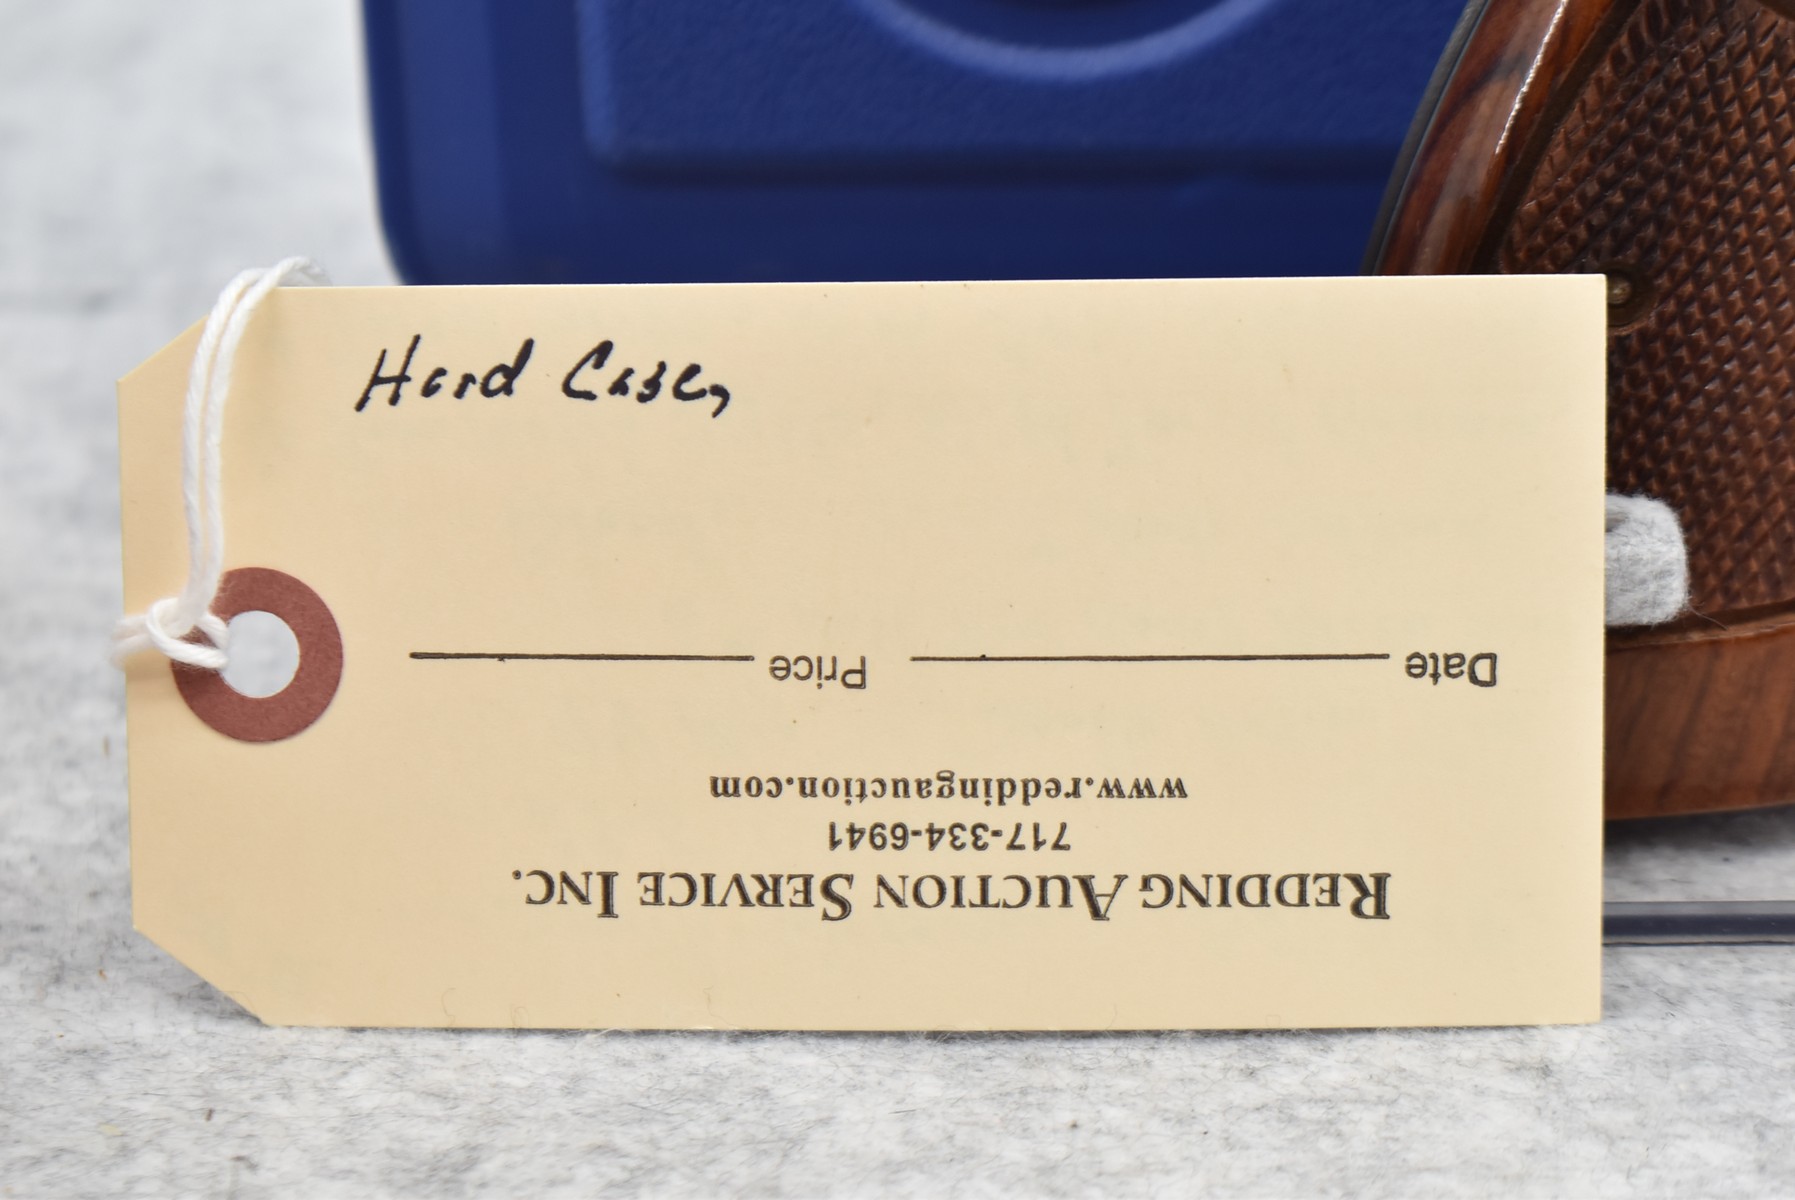 Hard Case,
REDDING AUCTION SERVICE INC.
717-334-6941
www.reddingauction.com
Date Price